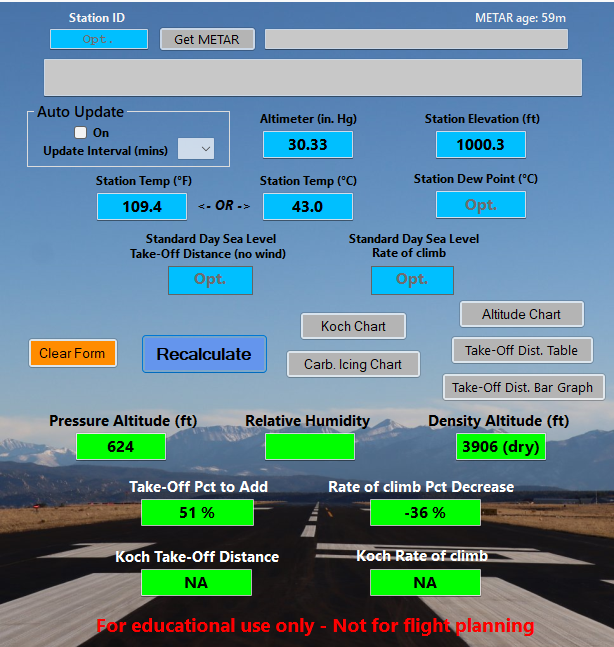 Station ID
METAR age: 59m
Opt.
Get METAR
Auto Update
On
Update Interval (mins)
Altimeter (in. Hg)
Station Elevation (ft)
30.33
1000.3
Station Temp (°F)
Station Temp (°C)
Station Dew Point (°C)
109.4
<- OR ->
43.0
Opt.
Standard Day Sea Level
Take-Off Distance (no wind)
Standard Day Sea Level
Rate of climb
Opt.
Opt.
Koch Chart
Altitude Chart
Clear Form
Recalculate
Carb. Icing Chart
Take-Off Dist. Table
Take-Off Dist. Bar Graph
Pressure Altitude (ft)
Relative Humidity
Density Altitude (ft)
624
3906 (dry)
Take-Off Pct to Add
Rate of climb Pct Decrease
51 %
-36 %
Koch Take-Off Distance
Koch Rate of climb
NA
NA
For educational use only - Not for flight planning